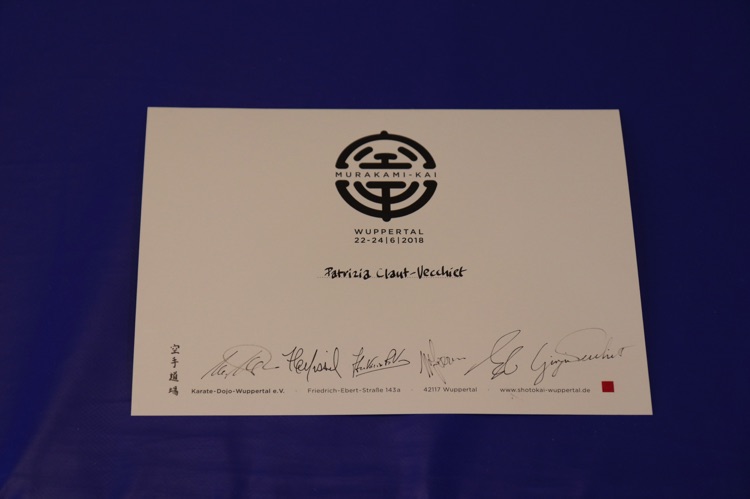 MURAKAMI-KAI
WUPPERTAL
22-24|6|2018
Patrizia Claut-Vecchiet
空手道場
Karate-Dojo-Wuppertal e.V. · Friedrich-Ebert-Straße 143a · 42117 Wuppertal · www.shotokai-wuppertal.de